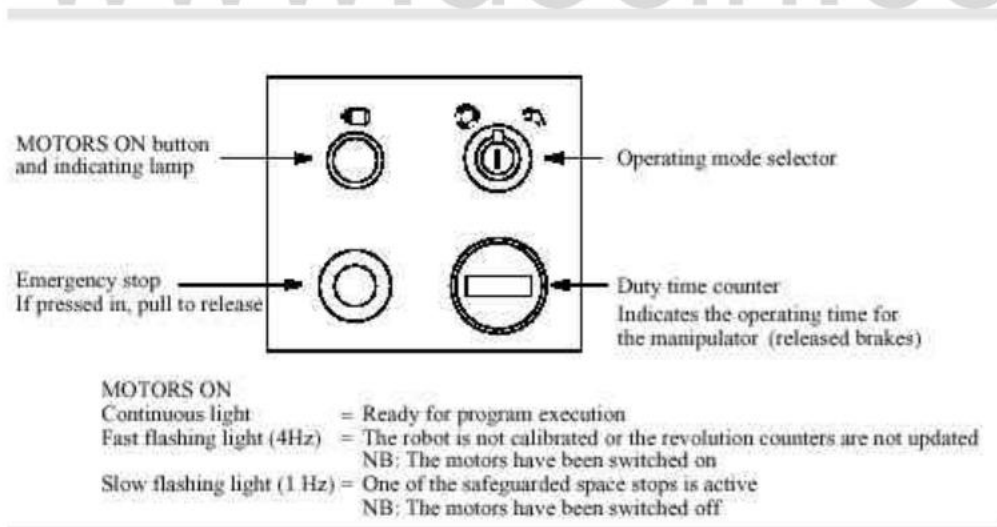 MOTORS ON button
and indicating lamp
Operating mode selector
Emergency stop
If pressed in, pull to release
Duty time counter
Indicates the operating time for
the manipulator (released brakes)
MOTORS ON
Continuous light = Ready for program execution
Fast flashing light (4Hz) = The robot is not calibrated or the revolution counters are not updated
NB: The motors have been switched on
Slow flashing light (1 Hz) = One of the safeguarded space stops is active
NB: The motors have been switched off